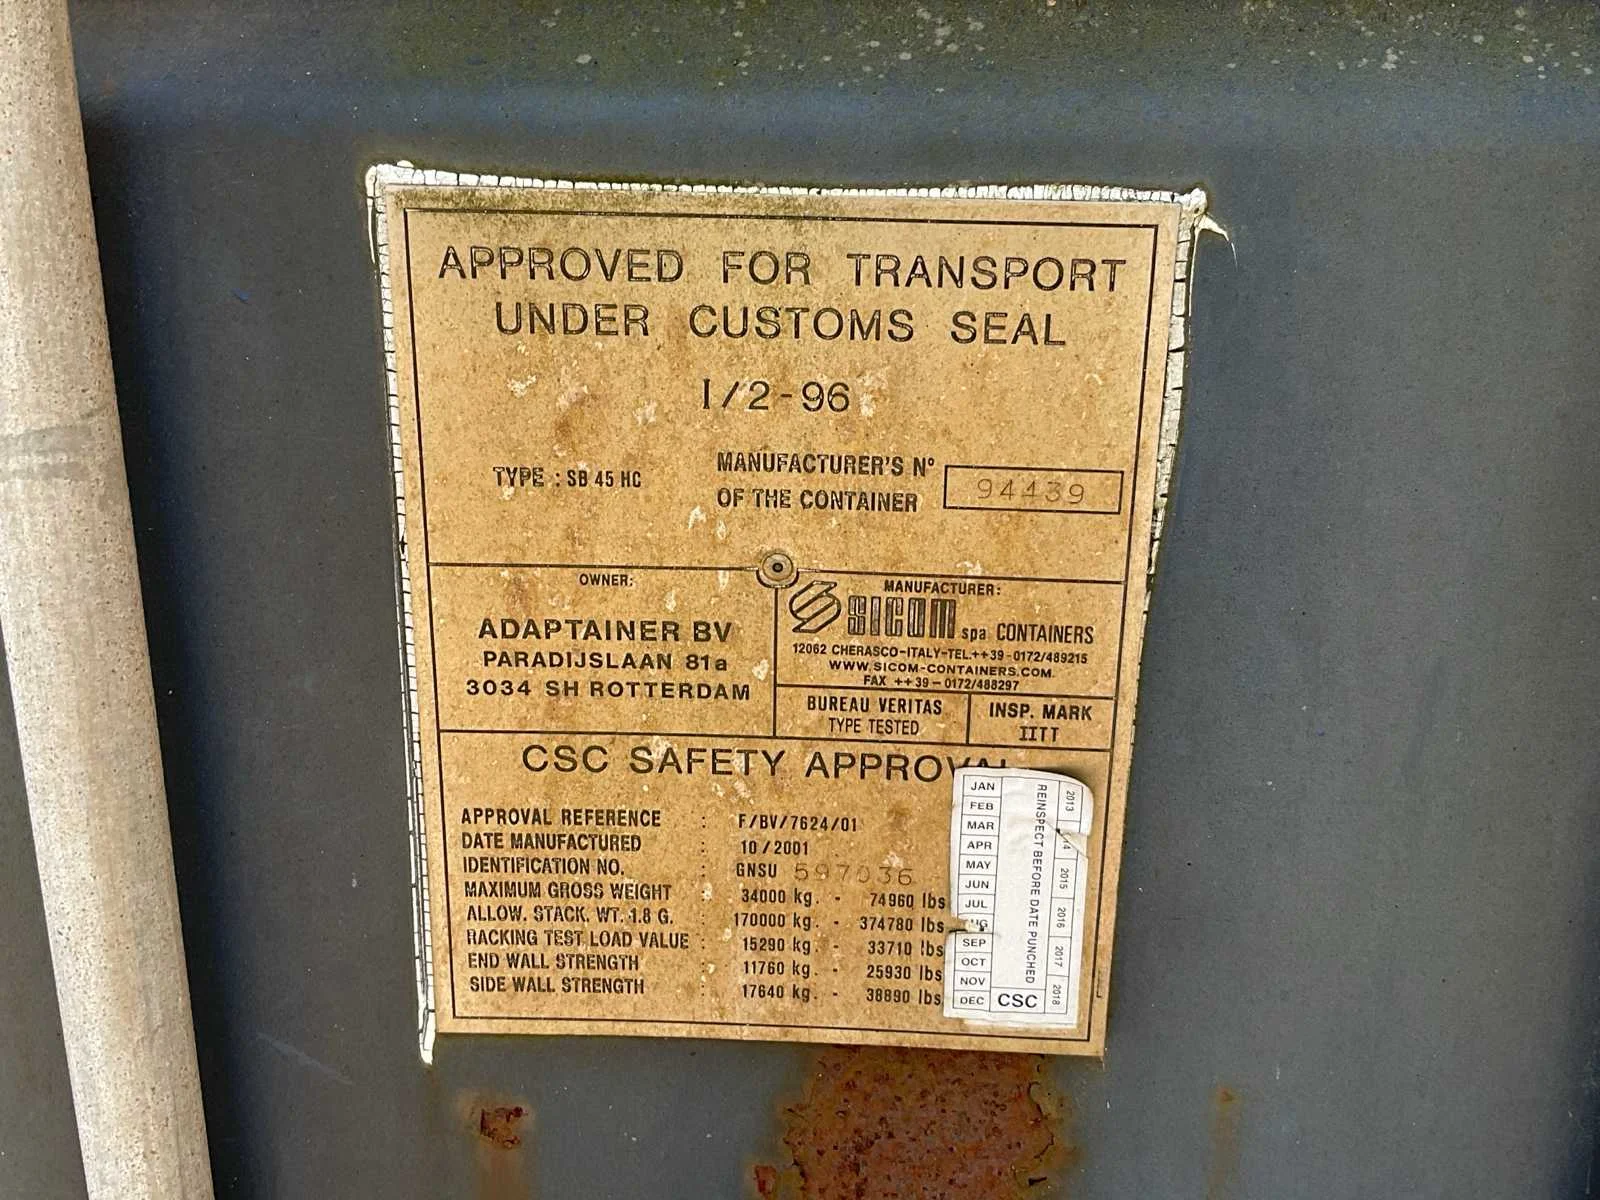 APPROVED FOR TRANSPORT
UNDER CUSTOMS SEAL
I/2-96
TYPE : SB 45 HC
MANUFACTURER'S Nº
OF THE CONTAINER
94439
OWNER:
ADAPTAINER BV
PARADIJSLAAN 81a
3034 SH ROTTERDAM
MANUFACTURER:
SICOM spa CONTAINERS
12062 CHERASCO-ITALY-TEL.++39-0172/489215
WWW.SICOM-CONTAINERS.COM.
FAX ++39-0172/488297
BUREAU VERITAS
TYPE TESTED
INSP. MARK
IITT
CSC SAFETY APPROVAL
APPROVAL REFERENCE : F/BV/7624/01
DATE MANUFACTURED : 10/2001
IDENTIFICATION NO. : GNSU 597036
MAXIMUM GROSS WEIGHT : 34000 kg. - 74960 lbs
ALLOW. STACK. WT. 1.8 G. : 170000 kg. - 374780 lbs
RACKING TEST LOAD VALUE : 15290 kg. - 33710 lbs
END WALL STRENGTH : 11760 kg. - 25930 lbs
SIDE WALL STRENGTH : 17640 kg. - 38890 lbs
JAN
FEB
MAR
APR
MAY
JUN
JUL
SEP
OCT
NOV
DEC
REINSPECT BEFORE DATE PUNCHED
CSC
2013
14
2015
2016
2017
2018